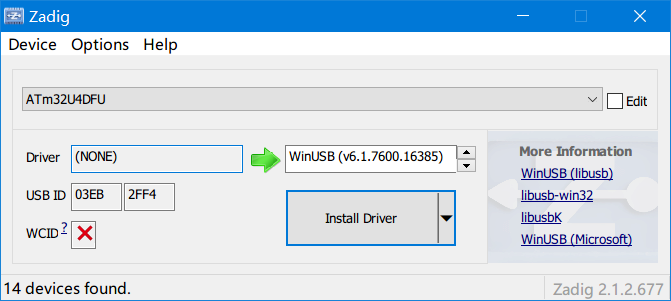 Zadig
Device Options Help
ATm32U4DFU
Edit
Driver (NONE) WinUSB (v6.1.7600.16385)
USB ID 03EB 2FF4
WCID ?
Install Driver
More Information
WinUSB (libusb)
libusb-win32
libusbK
WinUSB (Microsoft)
14 devices found. Zadig 2.1.2.677